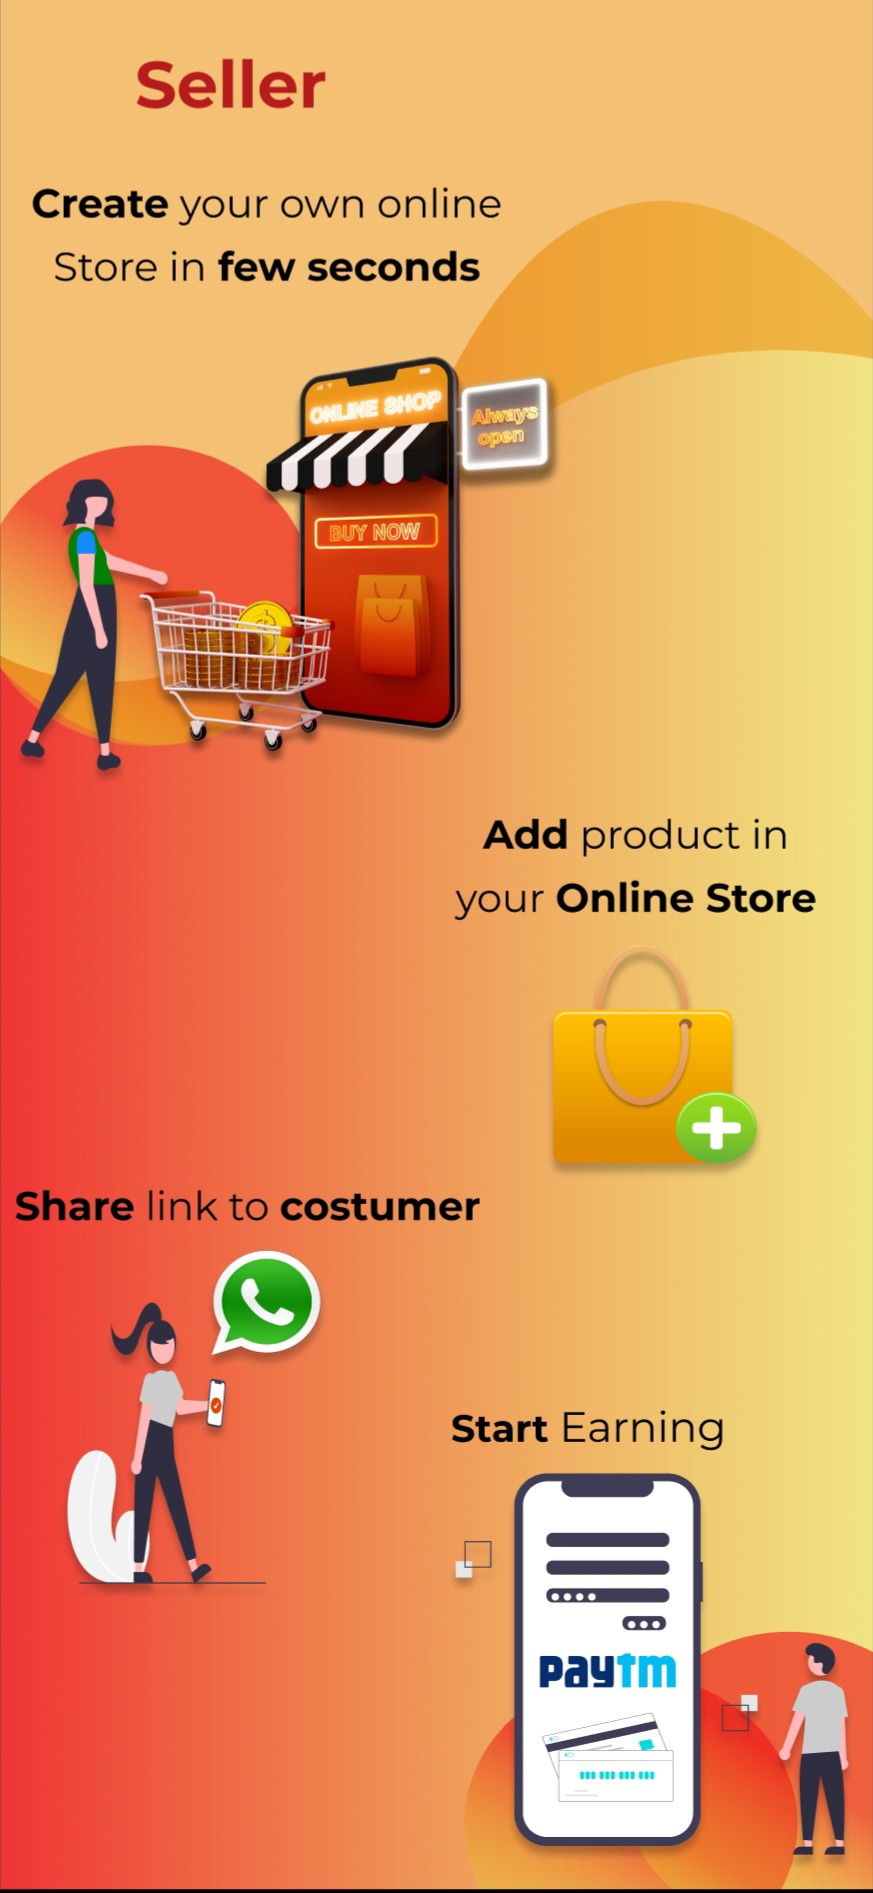 Seller
Create your own online
Store in few seconds
ONLINE SHOP
Always
open
BUY NOW
Add product in
your Online Store
Share link to costumer
Start Earning
paytm